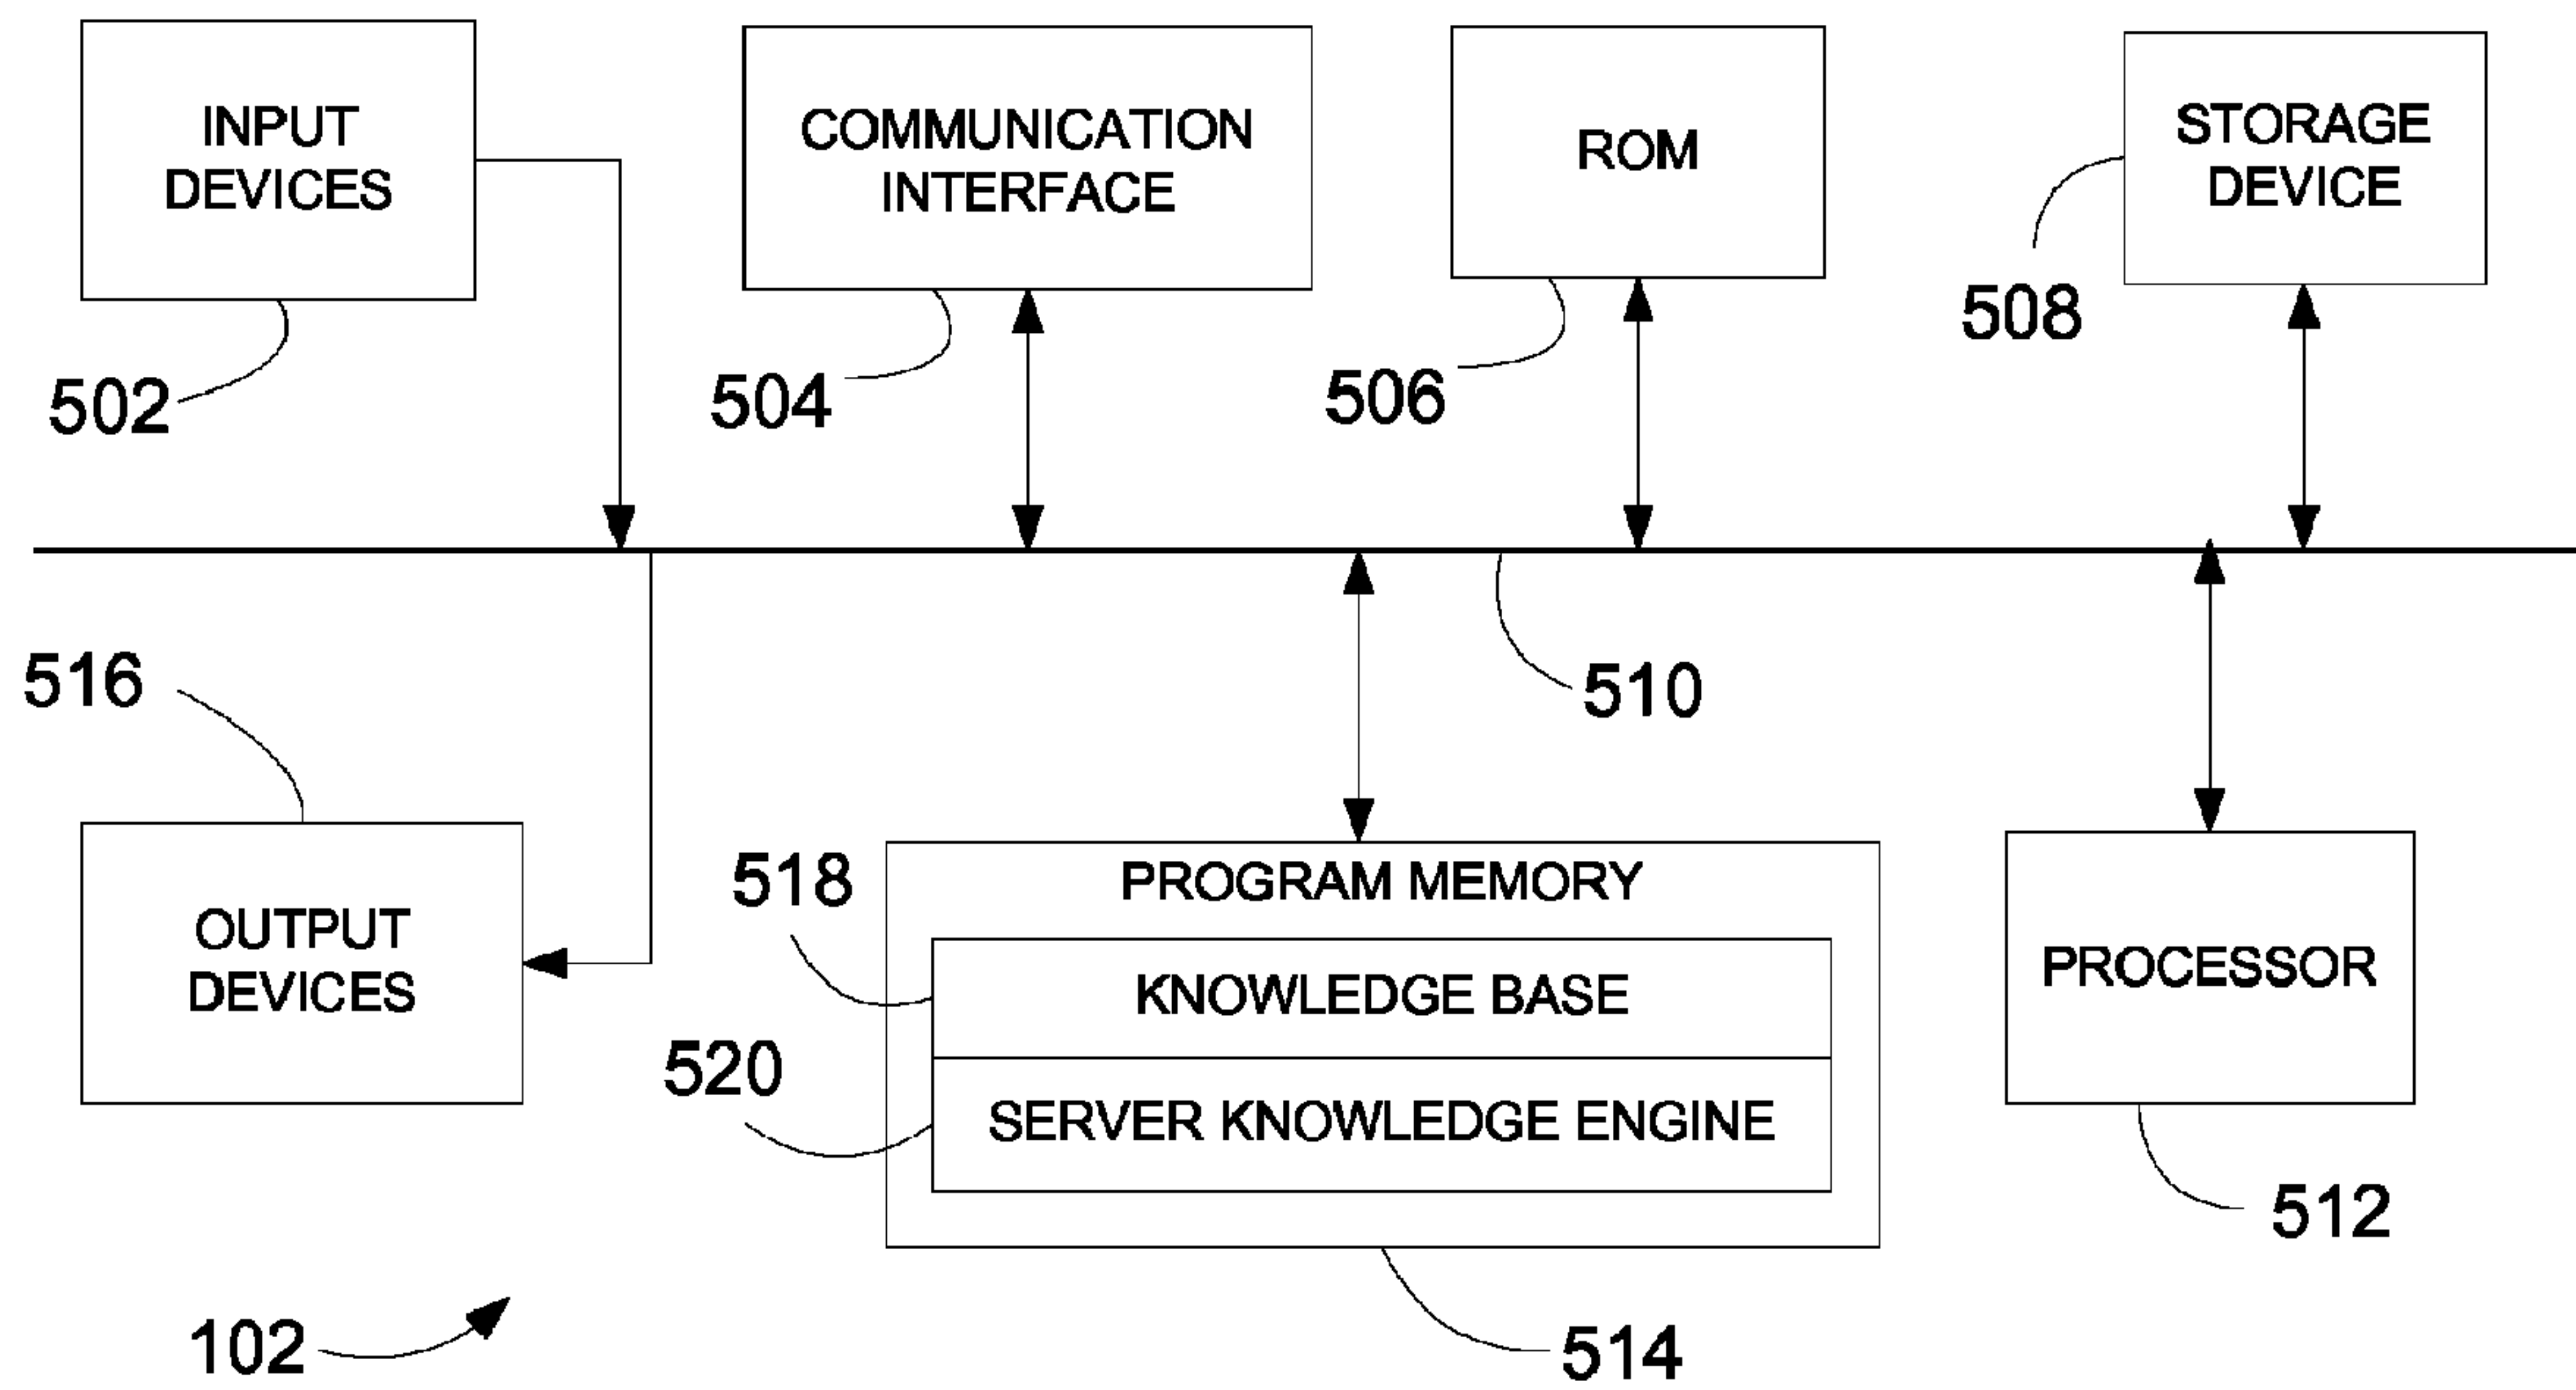 INPUT
DEVICES
COMMUNICATION
INTERFACE
ROM
STORAGE
DEVICE
502
504
506
508
516
510
OUTPUT
DEVICES
518
520
PROGRAM MEMORY
KNOWLEDGE BASE
SERVER KNOWLEDGE ENGINE
PROCESSOR
512
102
514